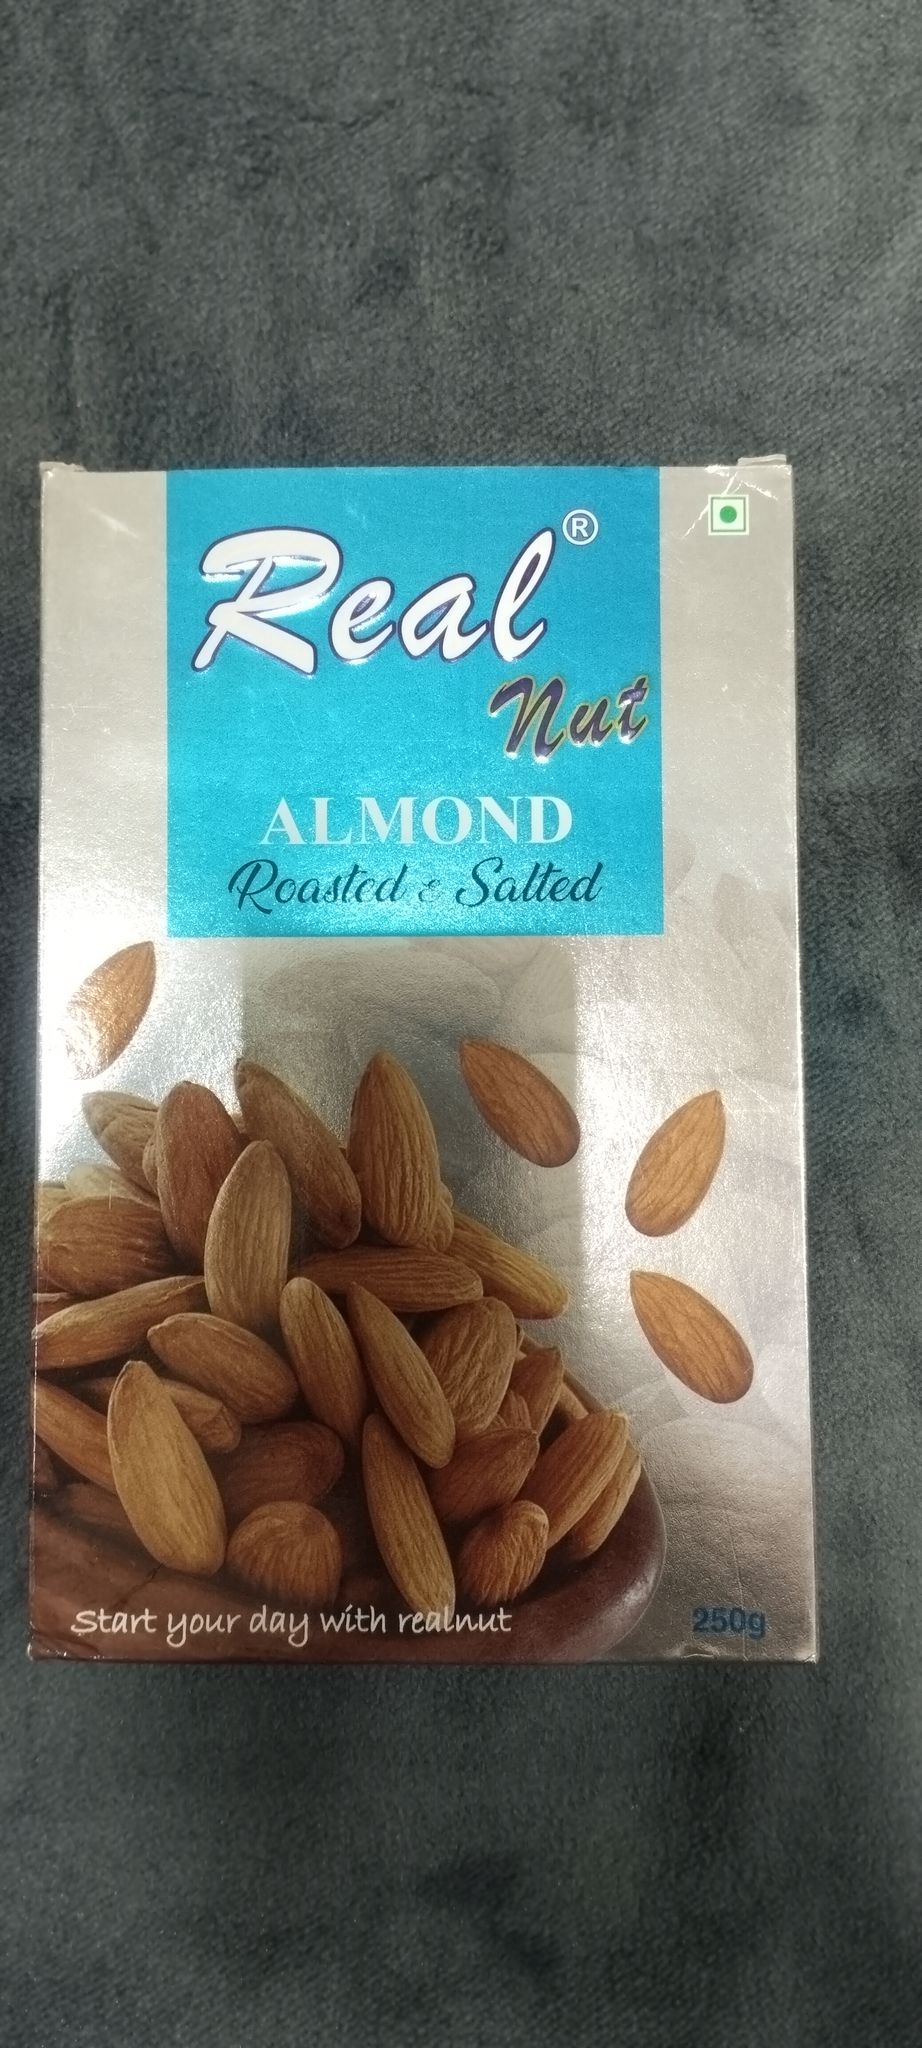 Real®
Nut
ALMOND
Roasted & Salted
Start your day with realnut
250g